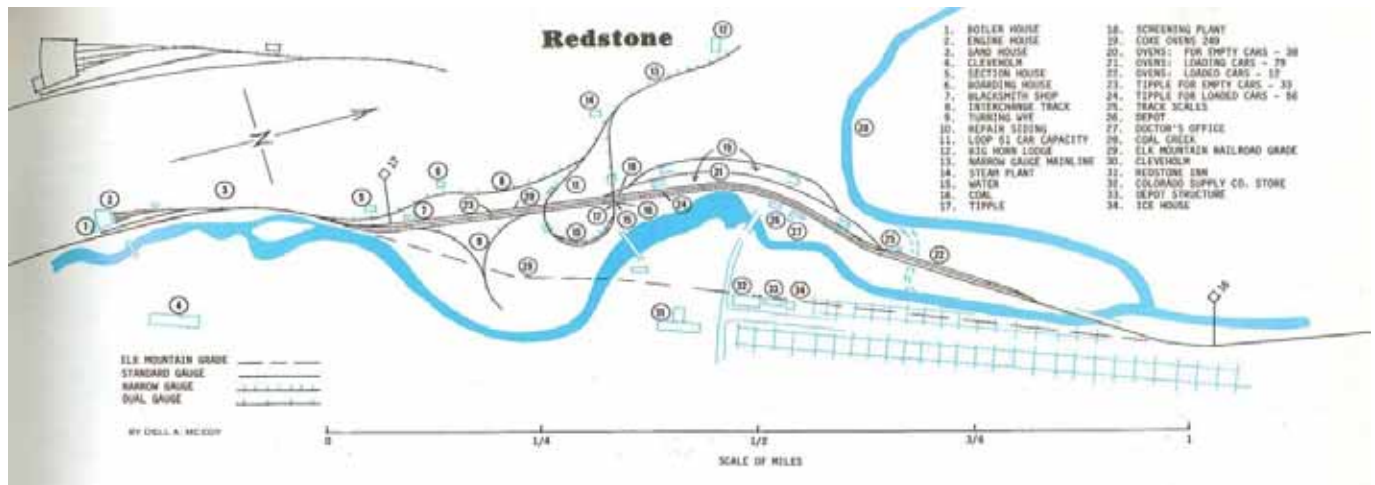 Redstone
1. BOILER HOUSE
2. ENGINE HOUSE
3. SAND HOUSE
4. CLEVEHOLM
5. SECTION HOUSE
6. BOARDING HOUSE
7. BLACKSMITH SHOP
8. INTERCHANGE TRACK
9. TURNING WYE
10. REPAIR SIDING
11. LOOP 51 CAR CAPACITY
12. BIG HORN LODGE
13. NARROW GAUGE MAINLINE
14. STEAM PLANT
15. WATER
16. COAL
17. TIPPLE
18. SCREENING PLANT
19. COKE OVENS 249
20. OVENS: FOR EMPTY CARS - 38
21. OVENS: LOADING CARS - 79
22. OVENS: LOADED CARS - 12
23. TIPPLE FOR EMPTY CARS - 33
24. TIPPLE FOR LOADED CARS - 56
25. TRACK SCALES
26. DEPOT
27. DOCTOR'S OFFICE
28. COAL CREEK
29. ELK MOUNTAIN RAILROAD GRADE
30. CLEVEHOLM
31. REDSTONE INN
32. COLORADO SUPPLY CO. STORE
33. DEPOT STRUCTURE
34. ICE HOUSE
N
ELK MOUNTAIN GRADE
STANDARD GAUGE
NARROW GAUGE
DUAL GAUGE
BY DELL A. McCOY
0 1/4 1/2 3/4 1
SCALE OF MILES